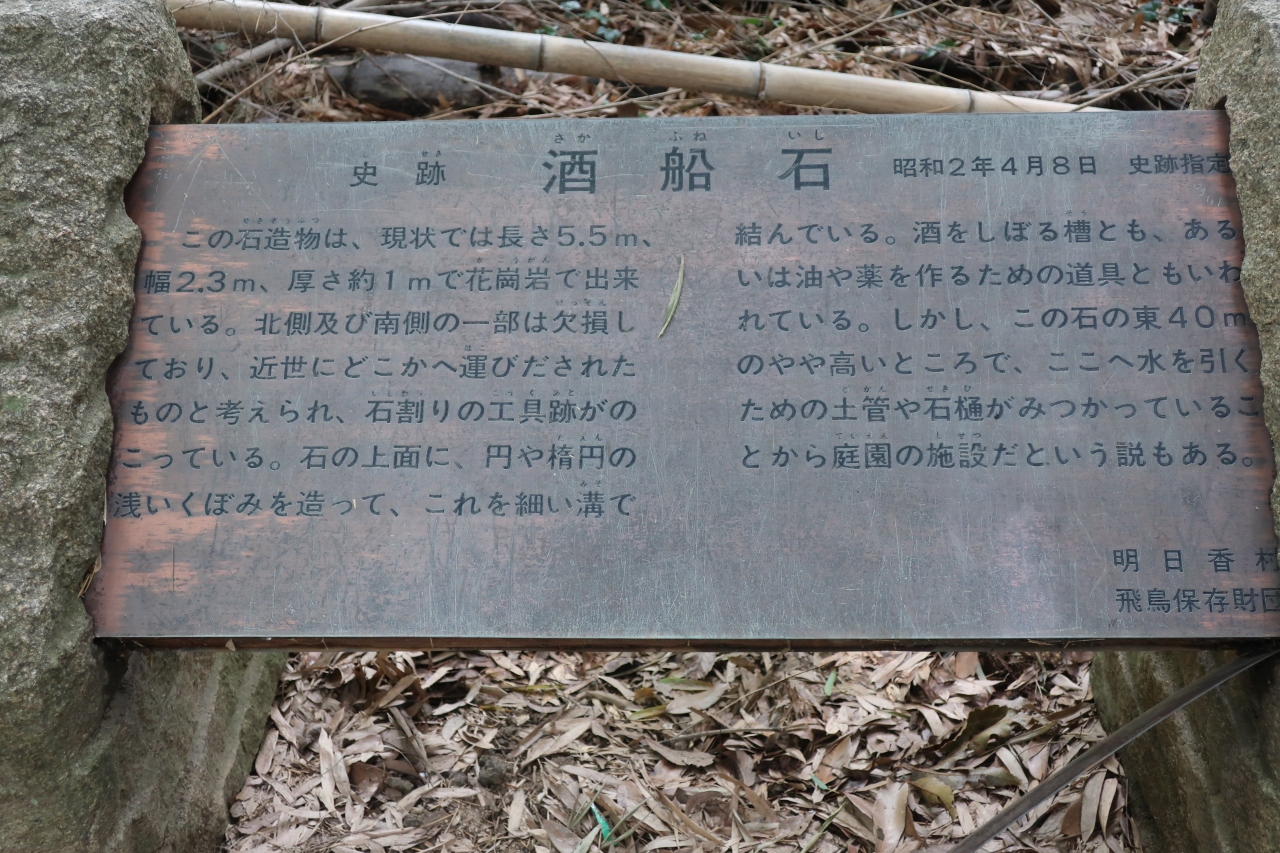 史跡 酒船石 昭和2年4月8日 史跡指定
この石造物は、現状では長さ5.5m、
幅2.3m、厚さ約1mで花崗岩で出来
ている。北側及び南側の一部は欠損し
ており、近世にどこかへ運びだされた
ものと考えられ、石割りの工具跡がの
こっている。石の上面に、円や楕円の
浅いくぼみを造って、これを細い溝で
結んでいる。酒をしぼる槽とも、ある
いは油や薬を作るための道具ともいわ
れている。しかし、この石の東40m
のやや高いところで、ここへ水を引く
ための土管や石樋がみつかっているこ
とから庭園の施設だという説もある。
明日香村
飛鳥保存財団